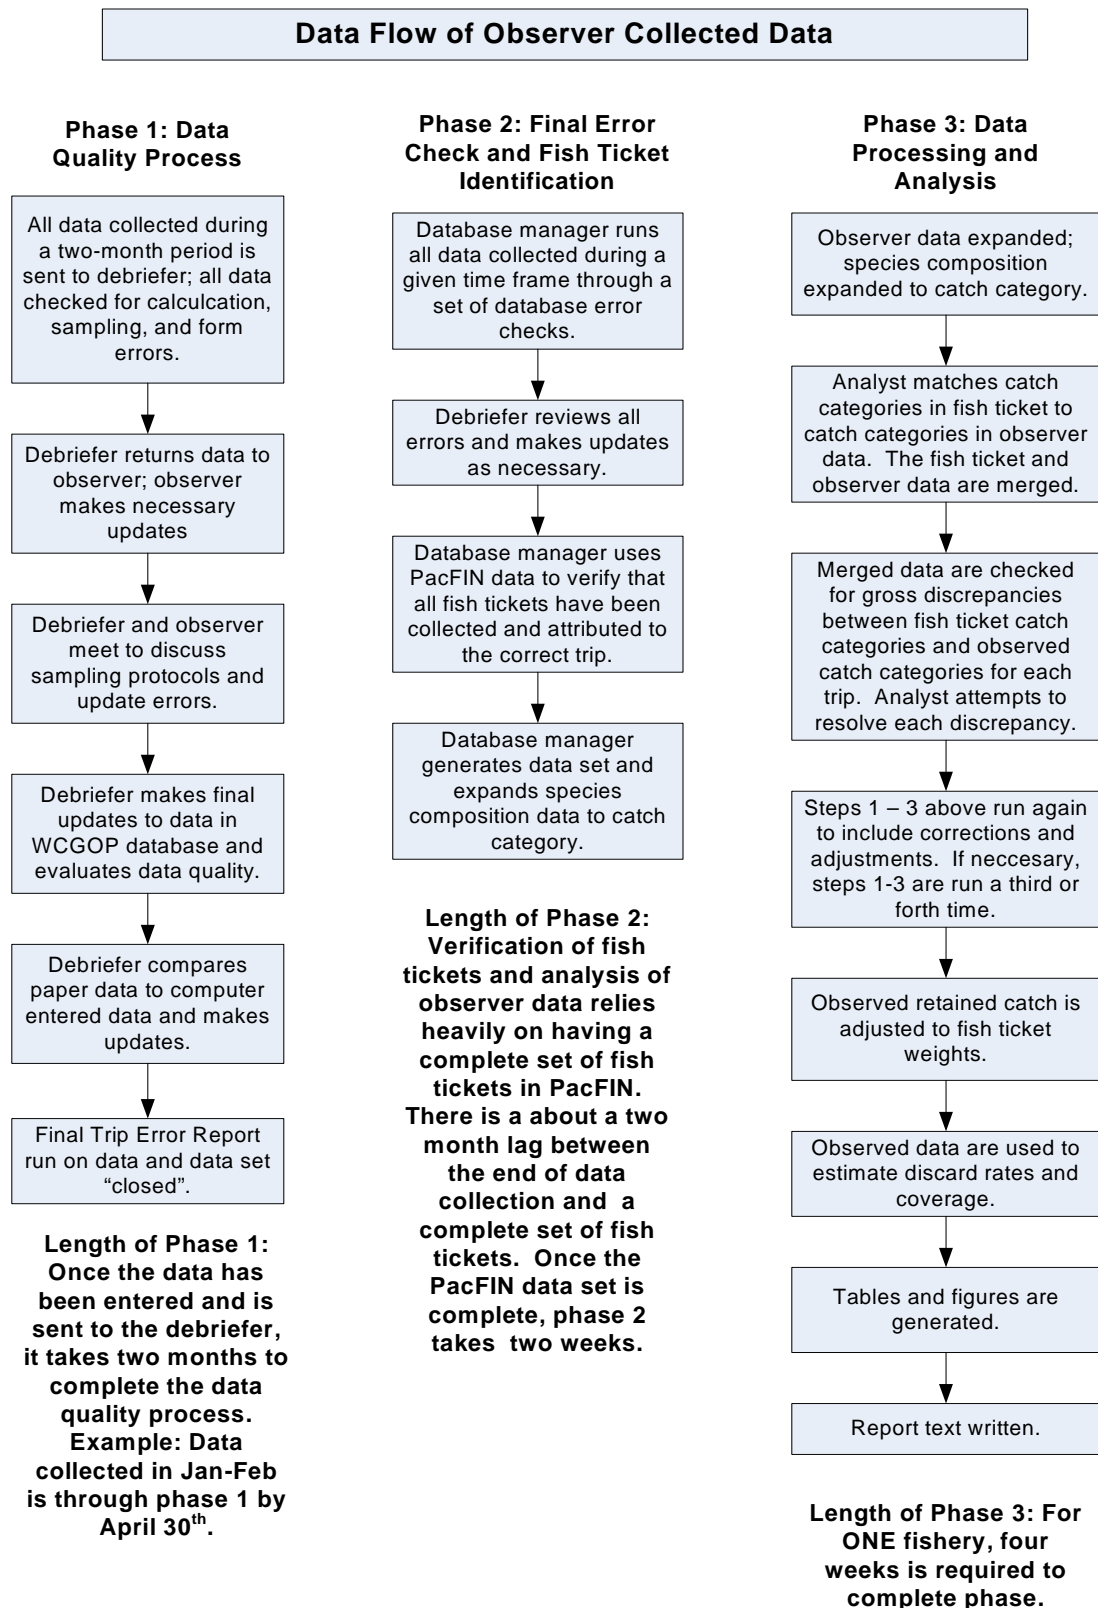 Data Flow of Observer Collected Data
Phase 1: Data
Quality Process
All data collected during
a two-month period is
sent to debriefer; all data
checked for calculcation,
sampling, and form
errors.
Debriefer returns data to
observer; observer
makes necessary
updates
Debriefer and observer
meet to discuss
sampling protocols and
update errors.
Debriefer makes final
updates to data in
WCGOP database and
evaluates data quality.
Debriefer compares
paper data to computer
entered data and makes
updates.
Final Trip Error Report
run on data and data set
“closed”.
Length of Phase 1:
Once the data has
been entered and is
sent to the debriefer,
it takes two months to
complete the data
quality process.
Example: Data
collected in Jan-Feb
is through phase 1 by
April 30th.
Phase 2: Final Error
Check and Fish Ticket
Identification
Database manager runs
all data collected during a
given time frame through a
set of database error
checks.
Debriefer reviews all
errors and makes updates
as necessary.
Database manager uses
PacFIN data to verify that
all fish tickets have been
collected and attributed to
the correct trip.
Database manager
generates data set and
expands species
composition data to catch
category.
Length of Phase 2:
Verification of fish
tickets and analysis of
observer data relies
heavily on having a
complete set of fish
tickets in PacFIN.
There is a about a two
month lag between
the end of data
collection and  a
complete set of fish
tickets.  Once the
PacFIN data set is
complete, phase 2
takes  two weeks.
Phase 3: Data
Processing and
Analysis
Observer data expanded;
species composition
expanded to catch category.
Analyst matches catch
categories in fish ticket to
catch categories in observer
data.  The fish ticket and
observer data are merged.
Merged data are checked
for gross discrepancies
between fish ticket catch
categories and observed
catch categories for each
trip.  Analyst attempts to
resolve each discrepancy.
Steps 1 – 3 above run again
to include corrections and
adjustments.  If neccesary,
steps 1-3 are run a third or
forth time.
Observed retained catch is
adjusted to fish ticket
weights.
Observed data are used to
estimate discard rates and
coverage.
Tables and figures are
generated.
Report text written.
Length of Phase 3: For
ONE fishery, four
weeks is required to
complete phase.